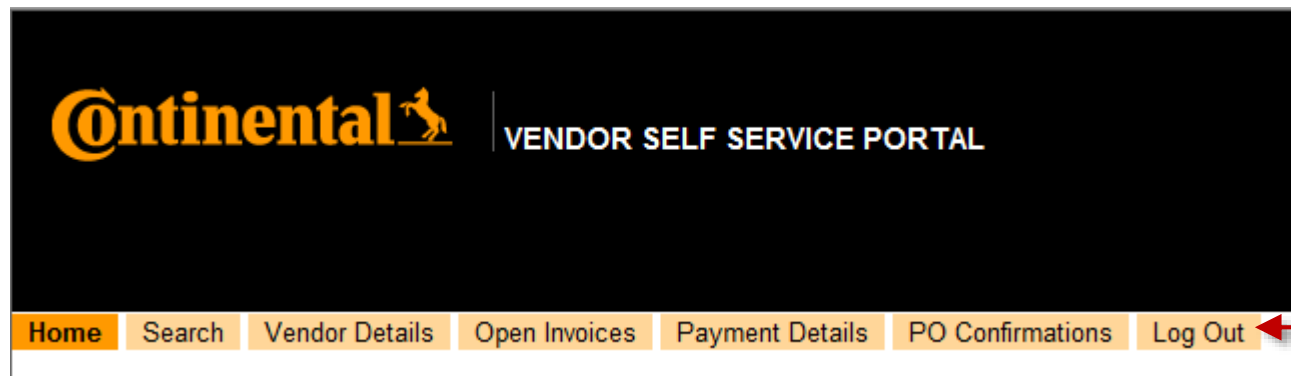 Continental
VENDOR SELF SERVICE PORTAL
Home Search Vendor Details Open Invoices Payment Details PO Confirmations Log Out